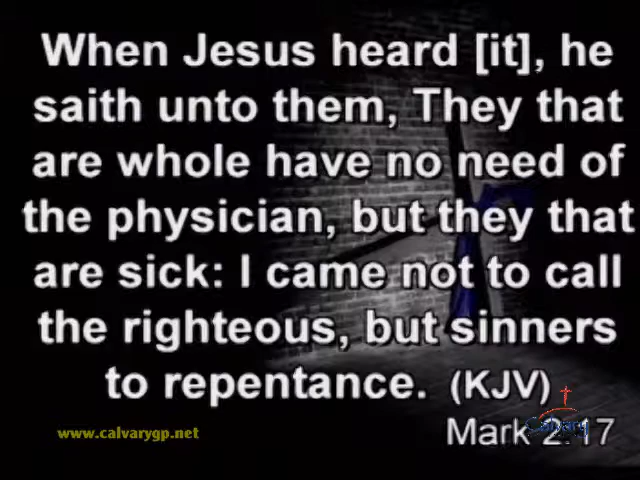 When Jesus heard [it], he
saith unto them, They that
are whole have no need of
the physician, but they that
are sick: I came not to call
the righteous, but sinners
to repentance. (KJV)
Mark 2:17
www.calvarygp.net
Calvary